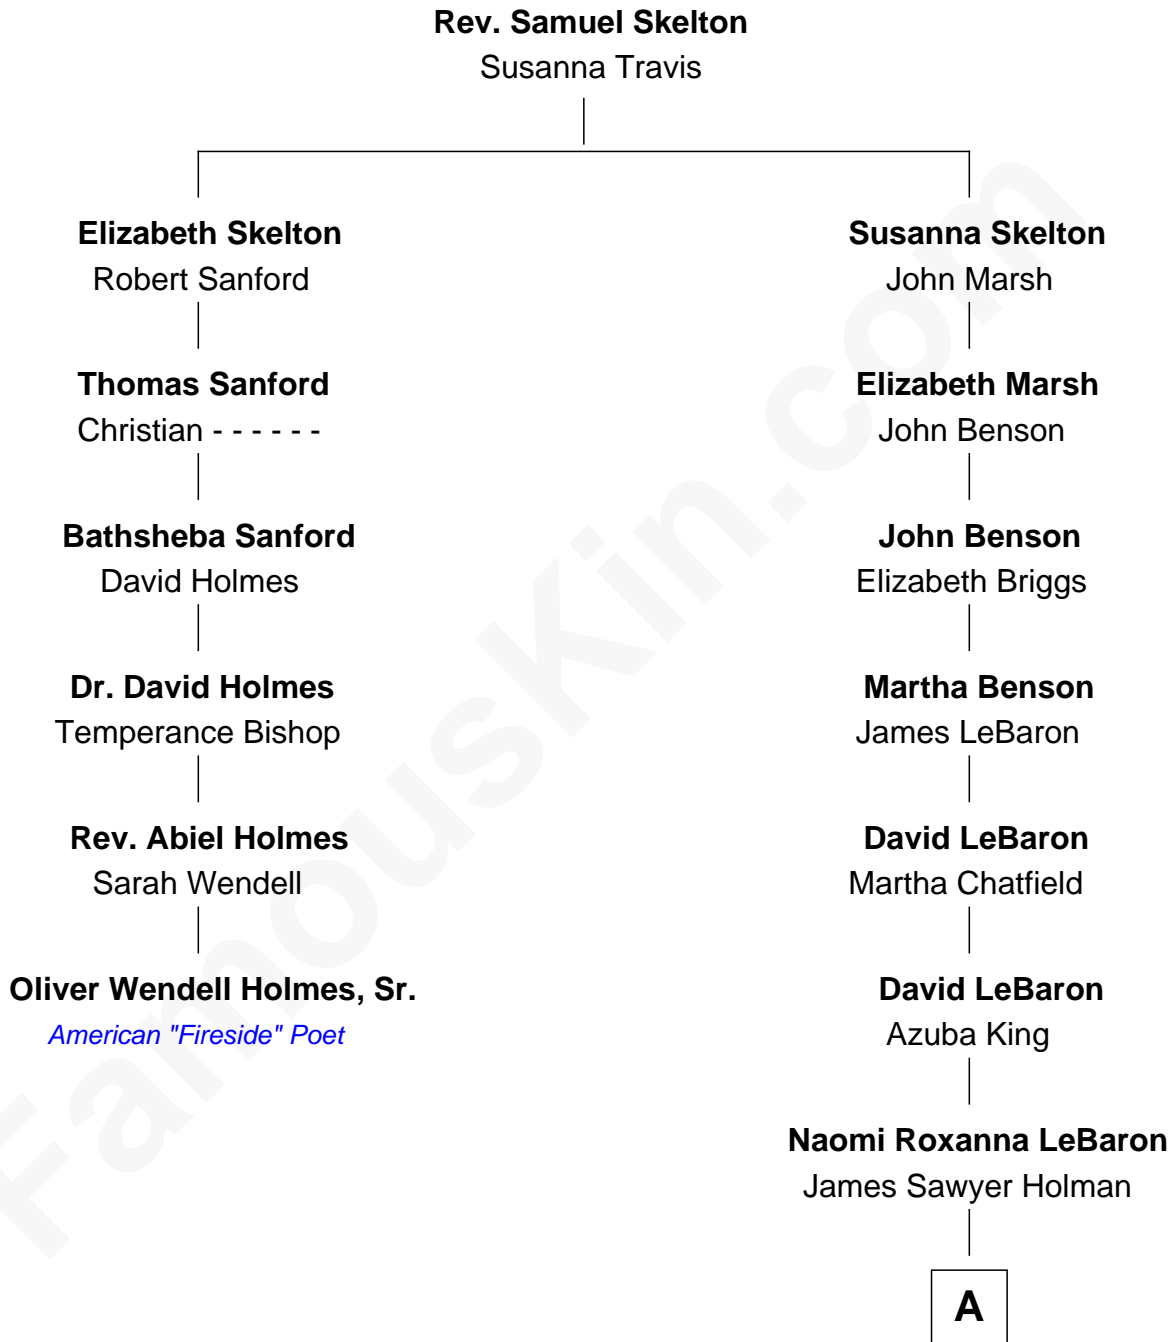 Rev. Samuel Skelton
Susanna Travis
Elizabeth Skelton
Robert Sanford
Susanna Skelton
John Marsh
Thomas Sanford
Christian - - - - - -
Elizabeth Marsh
John Benson
Bathsheba Sanford
David Holmes
John Benson
Elizabeth Briggs
Dr. David Holmes
Temperance Bishop
Martha Benson
James LeBaron
Rev. Abiel Holmes
Sarah Wendell
David LeBaron
Martha Chatfield
Oliver Wendell Holmes, Sr.
American "Fireside" Poet
David LeBaron
Azuba King
Naomi Roxanna LeBaron
James Sawyer Holman
A
FamousKin.com